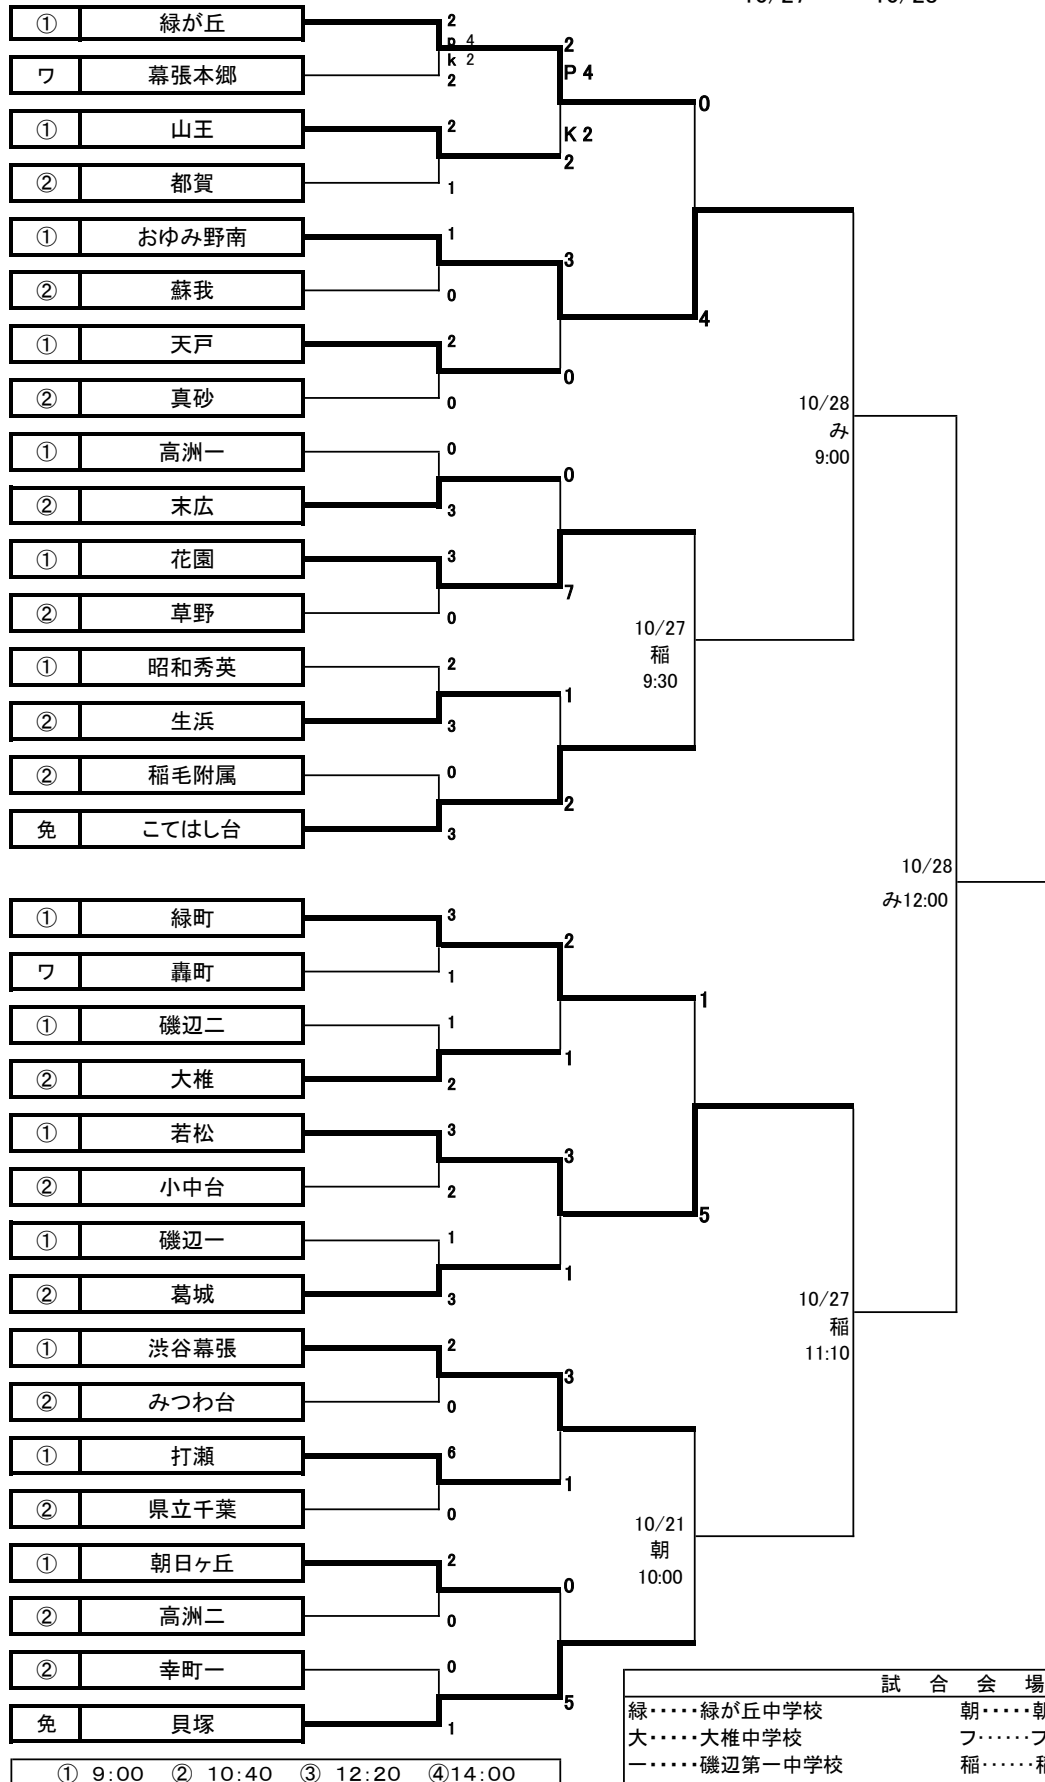 ① 緑が丘 2
p 4
k 2
ワ 幕張本郷 2
2
P 4
K 2
2
① 山王 2
② 都賀 1
0
① おゆみ野南 1
② 蘇我 0
3
4
① 天戸 2
② 真砂 0
0
10/28
み
9:00
① 高洲一 0
② 末広 3
0
① 花園 3
② 草野 0
7
10/27
稲
9:30
① 昭和秀英 2
② 生浜 3
1
② 稲毛附属 0
免 こてはし台 3
2
10/28
み12:00
① 緑町 3
ワ 轟町 1
2
1
① 磯辺二 1
② 大椎 2
1
① 若松 3
② 小中台 2
3
5
① 磯辺一 1
② 葛城 3
1
10/27
稲
11:10
① 渋谷幕張 2
② みつわ台 0
3
① 打瀬 6
② 県立千葉 0
1
10/21
朝
10:00
① 朝日ヶ丘 2
② 高洲二 0
0
② 幸町一 0
免 貝塚 1
5
試 合 会 場
緑・・・・・緑が丘中学校 朝・・・・・
大・・・・・大椎中学校 フ・・・・・・
一・・・・・磯辺第一中学校 稲・・・・・・
① 9:00 ② 10:40 ③ 12:20 ④14:00